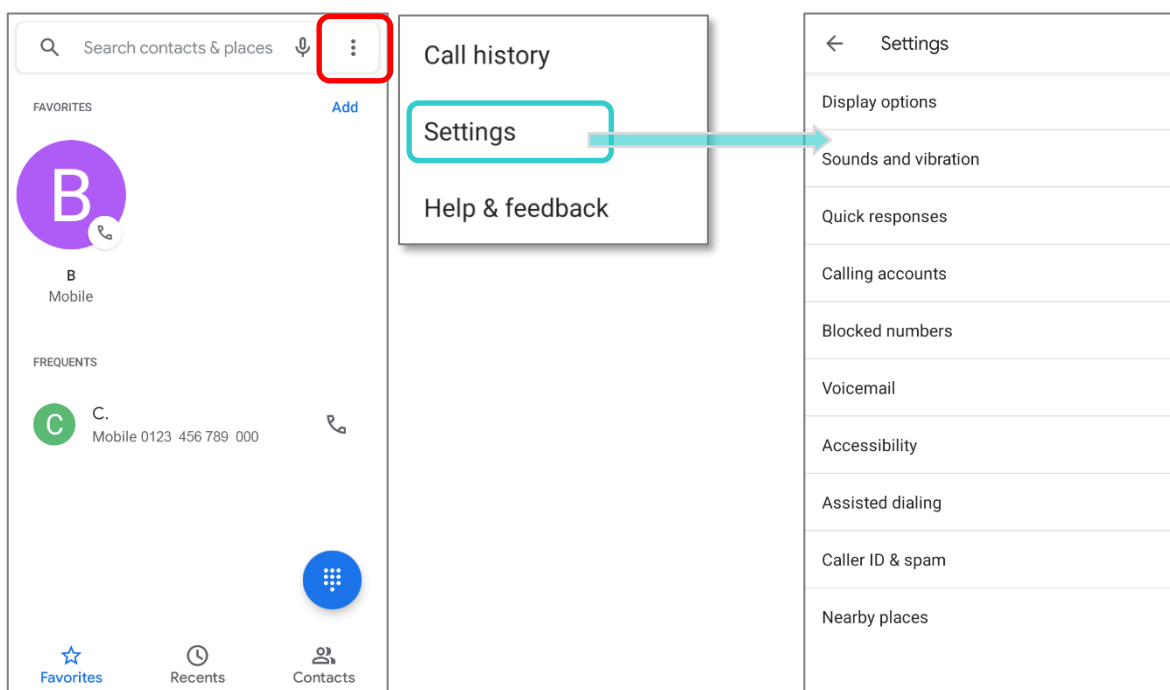 Search contacts & places
FAVORITES
Add
B
B
Mobile
FREQUENTS
C
C.
Mobile 0123 456 789 000
Favorites
Recents
Contacts
Call history
Settings
Help & feedback
Settings
Display options
Sounds and vibration
Quick responses
Calling accounts
Blocked numbers
Voicemail
Accessibility
Assisted dialing
Caller ID & spam
Nearby places